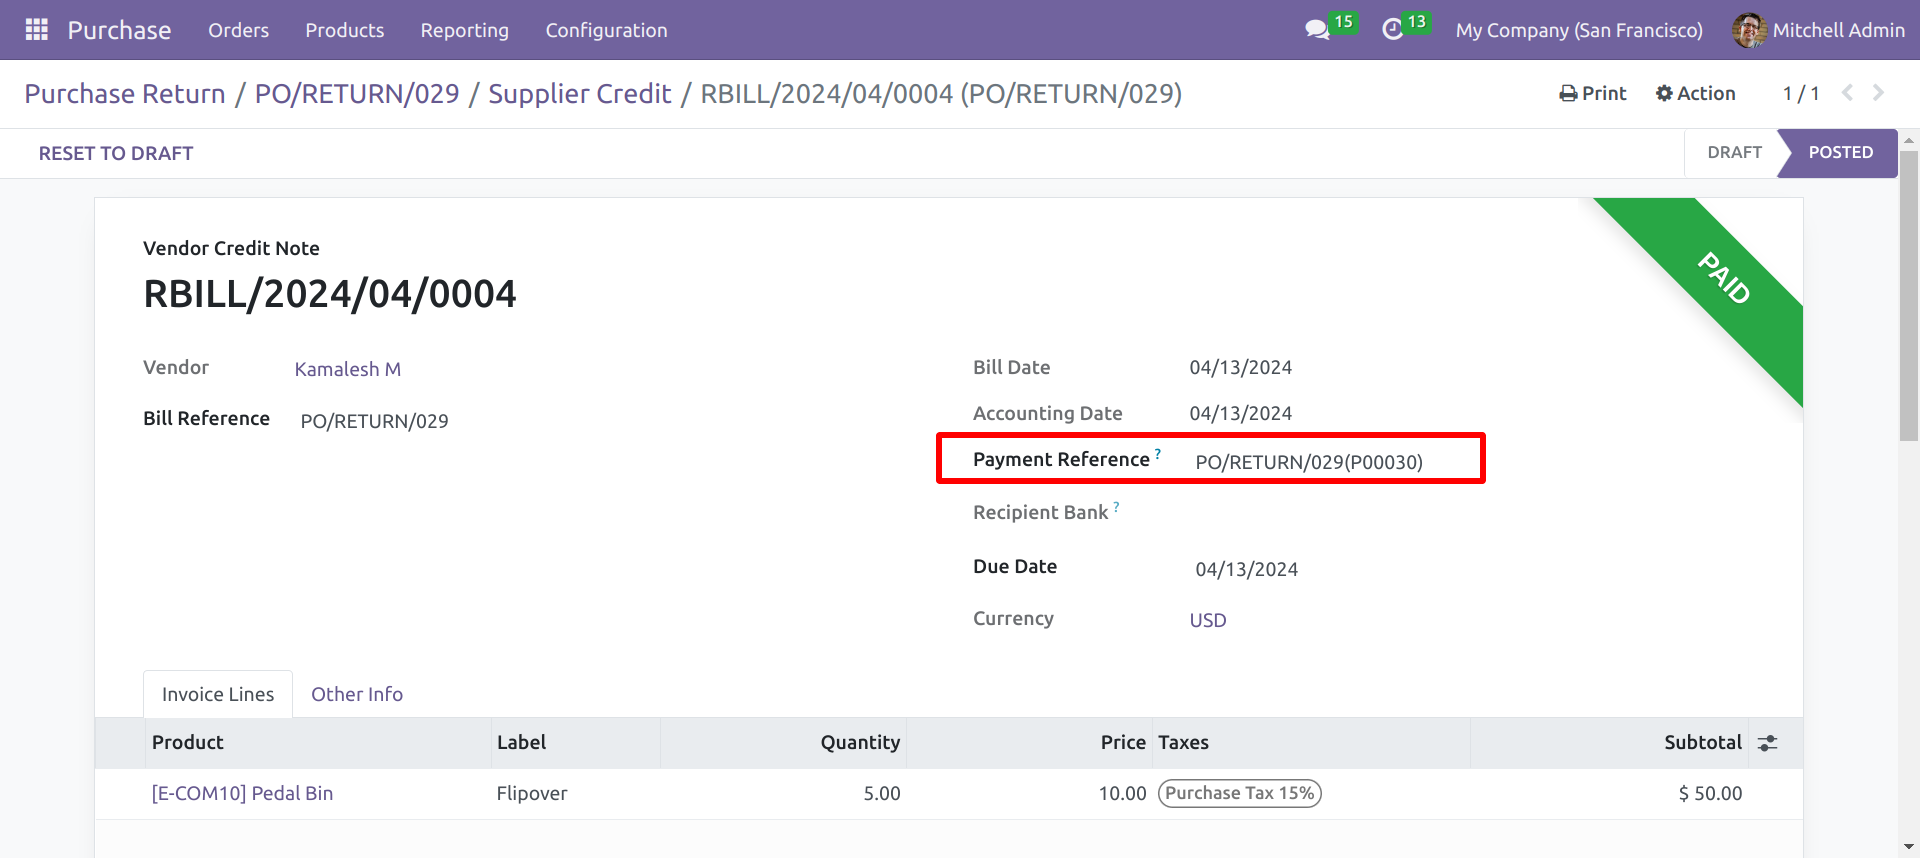 Purchase Orders Products Reporting Configuration 15 13 My Company (San Francisco) Mitchell Admin
Purchase Return / PO/RETURN/029 / Supplier Credit / RBILL/2024/04/0004 (PO/RETURN/029) Print Action 1 / 1
RESET TO DRAFT DRAFT POSTED
PAID
Vendor Credit Note
RBILL/2024/04/0004
Vendor Kamalesh M Bill Date 04/13/2024
Accounting Date 04/13/2024
Bill Reference PO/RETURN/029
Payment Reference ? PO/RETURN/029(P00030)
Recipient Bank ?
Due Date 04/13/2024
Currency USD
Invoice Lines Other Info
Product Label Quantity Price Taxes Subtotal
[E-COM10] Pedal Bin Flipover 5.00 10.00 Purchase Tax 15% $ 50.00